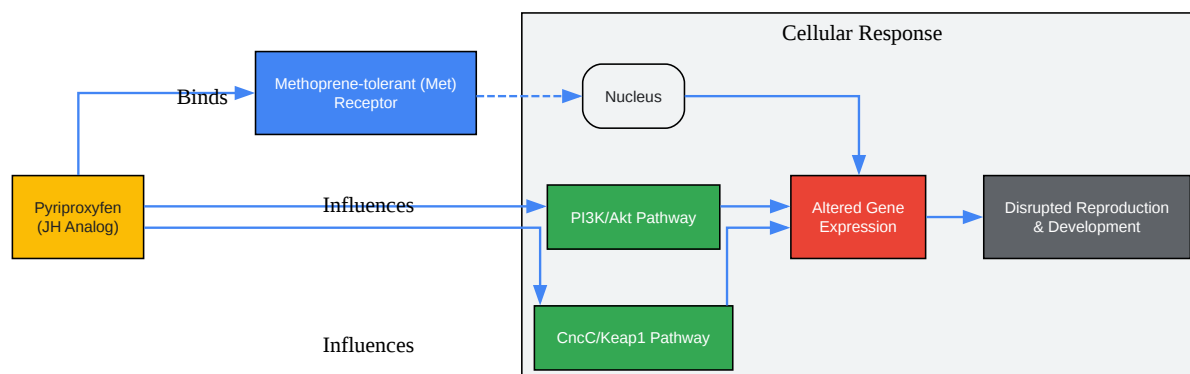 Cellular Response
Methoprene-tolerant (Met)
Receptor
Binds
Nucleus
Pyriproxyfen
(JH Analog)
Influences
PI3K/Akt Pathway
Altered Gene
Expression
Disrupted Reproduction
& Development
CncC/Keap1 Pathway
Influences